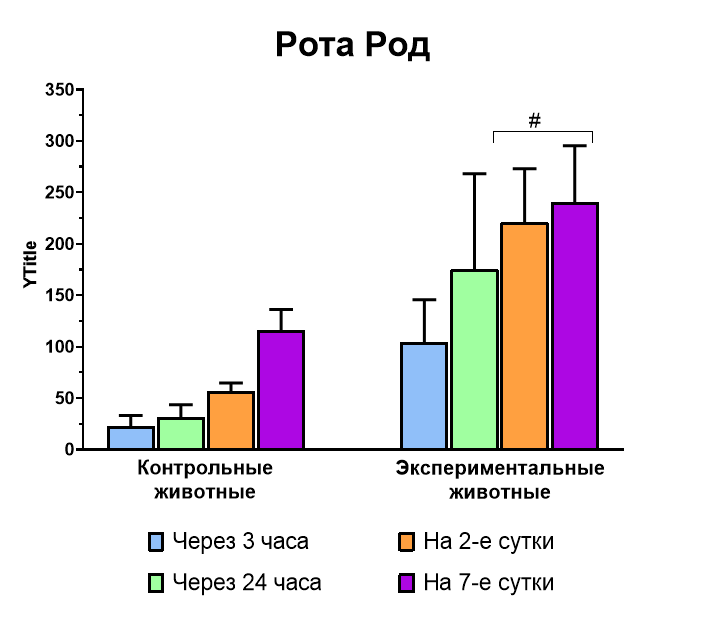 Рота Род
350
300
250
200
150
100
50
0
YTitle
#
Контрольные
животные
Экспериментальные
животные
Через 3 часа
На 2-е сутки
Через 24 часа
На 7-е сутки